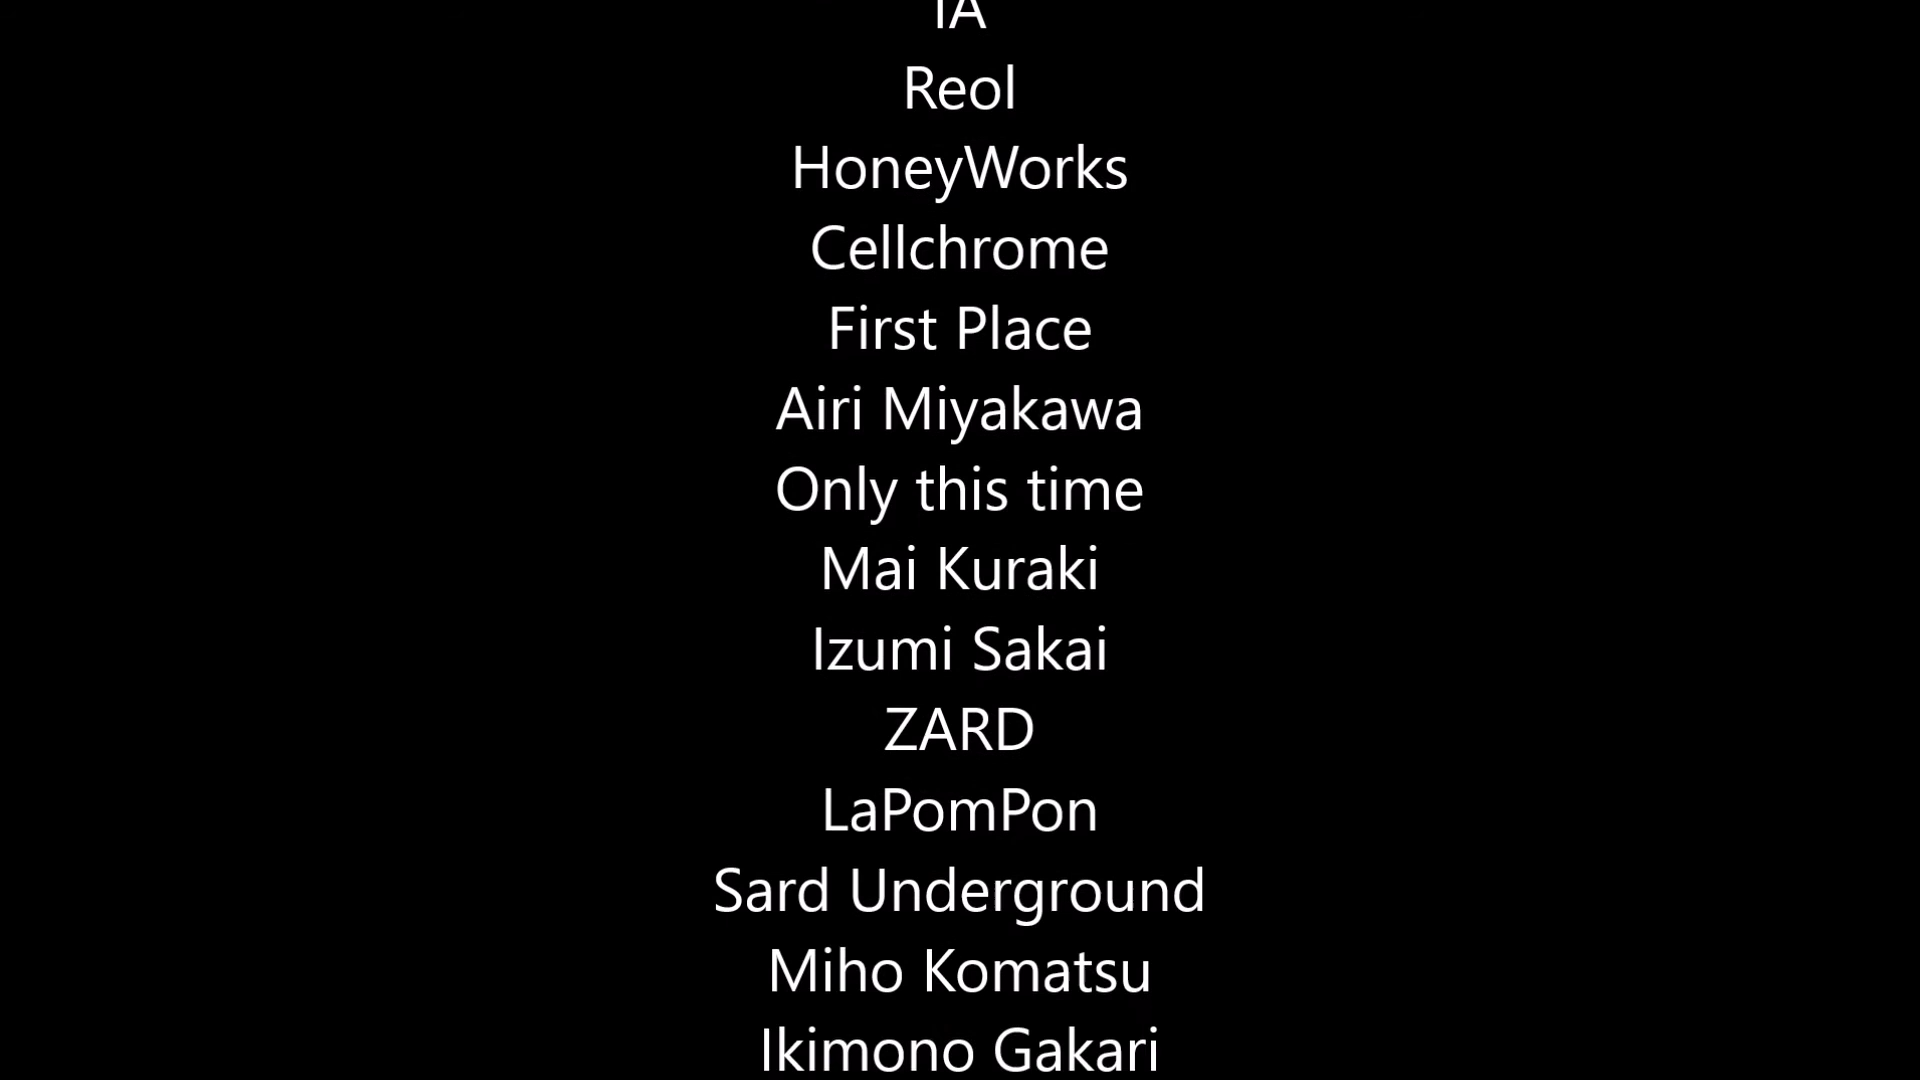 IA
Reol
HoneyWorks
Cellchrome
First Place
Airi Miyakawa
Only this time
Mai Kuraki
Izumi Sakai
ZARD
LaPomPon
Sard Underground
Miho Komatsu
Ikimono Gakari